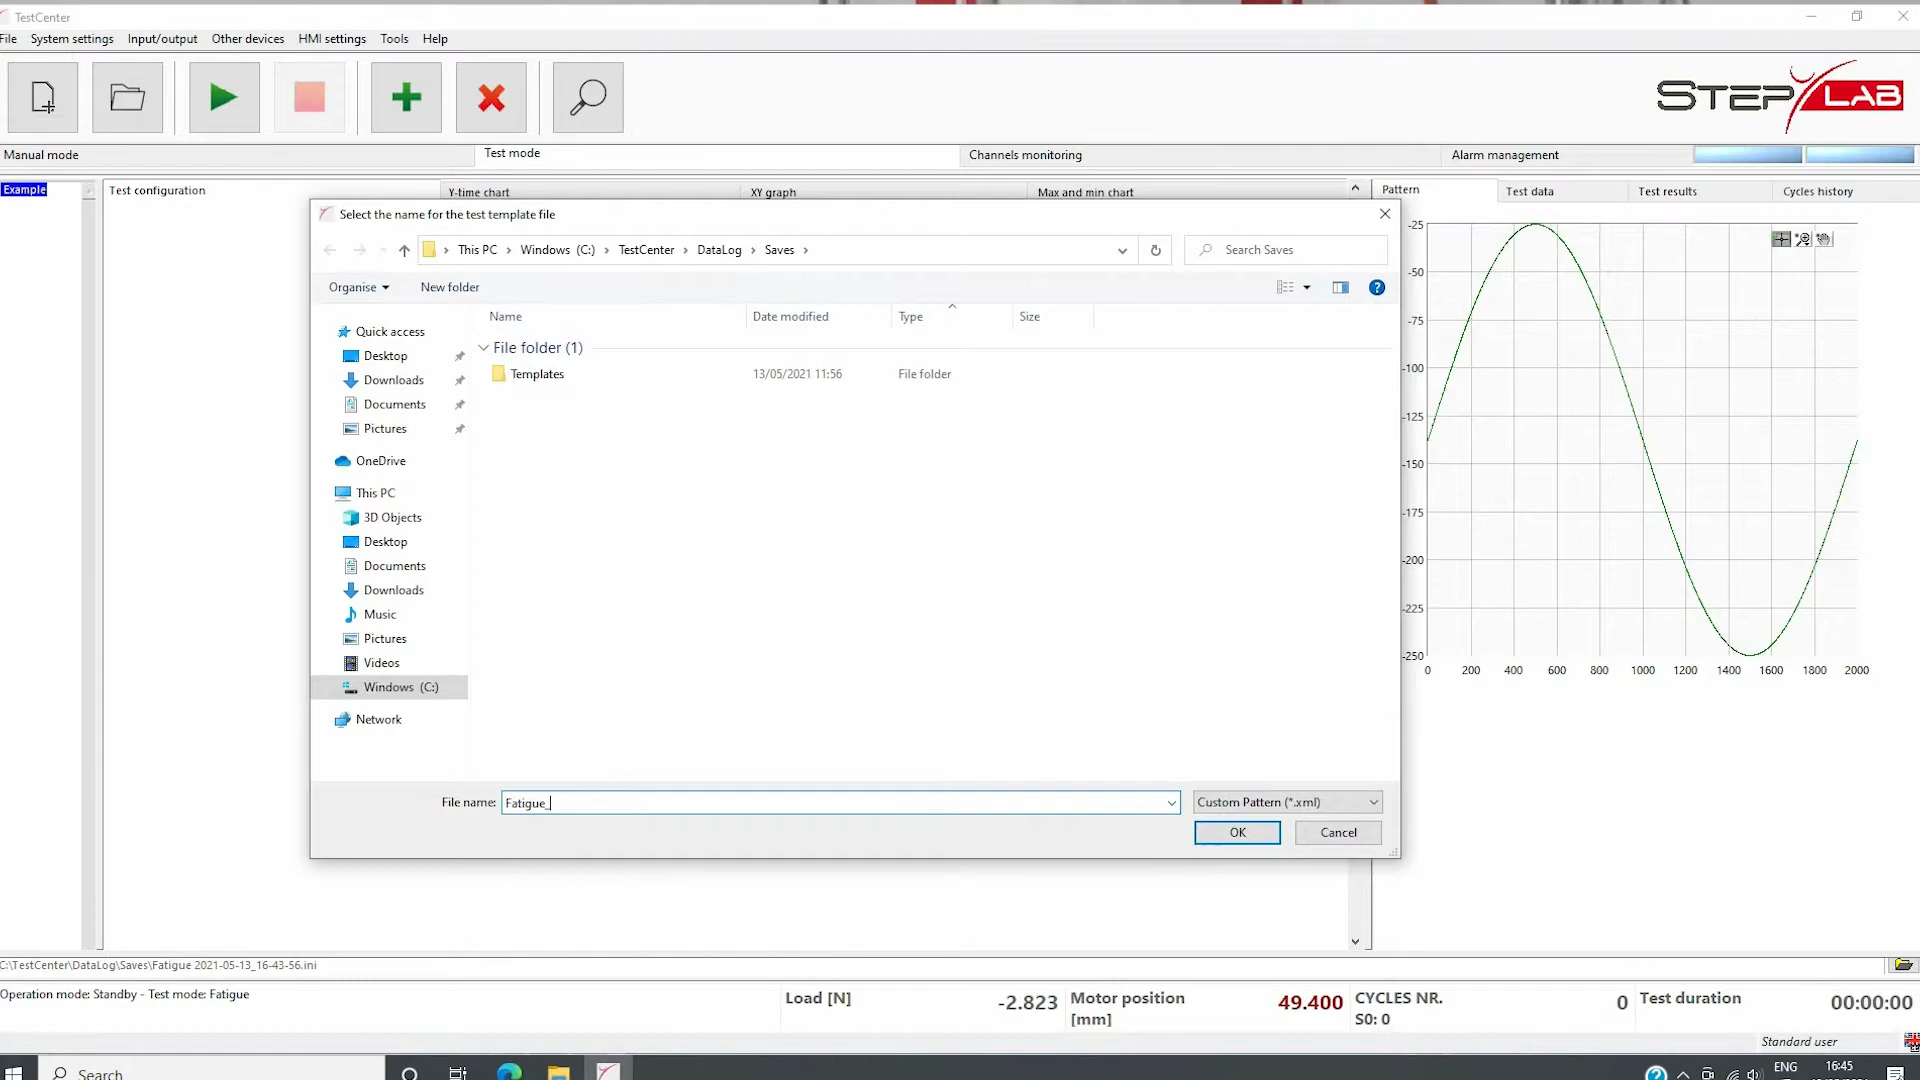 TestCenter
File System settings Input/output Other devices HMI settings Tools Help
STEP LAB
Manual mode Test mode Channels monitoring Alarm management
Example Test configuration Y-time chart XY graph Max and min chart Pattern Test data Test results Cycles history
Select the name for the test template file
This PC Windows (C:) TestCenter DataLog Saves Search Saves
Organise New folder
Name Date modified Type Size
File folder (1)
Templates 13/05/2021 11:56 File folder
Quick access
Desktop
Downloads
Documents
Pictures
OneDrive
This PC
3D Objects
Desktop
Documents
Downloads
Music
Pictures
Videos
Windows (C:)
Network
File name: Fatigue_ Custom Pattern (*.xml)
OK Cancel
-25
-50
-75
-100
-125
-150
-175
-200
-225
-250
0 200 400 600 800 1000 1200 1400 1600 1800 2000
C:\TestCenter\DataLog\Saves\Fatigue 2021-05-13_16-43-56.ini
Operation mode: Standby - Test mode: Fatigue
Load [N] -2.823 Motor position [mm] 49.400 CYCLES NR. 0 Test duration 00:00:00
S0: 0
Standard user
Search ENG 16:45